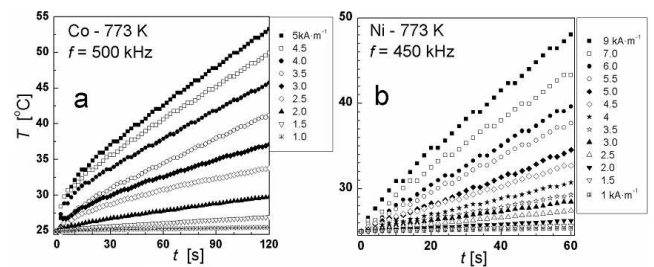 55
50
45
40
35
30
25
T [°C]
Co - 773 K
f = 500 kHz
a
0 30 60 90 120
t [s]
5kA·m⁻¹
4.5
4.0
3.5
3.0
2.5
2.0
1.5
1.0
50
40
30
Ni - 773 K
f = 450 kHz
b
0 20 40 60
t [s]
9 kA·m⁻¹
7.0
6.0
5.5
5.0
4.5
4
3.5
3.0
2.5
2.0
1.5
1 kA·m⁻¹